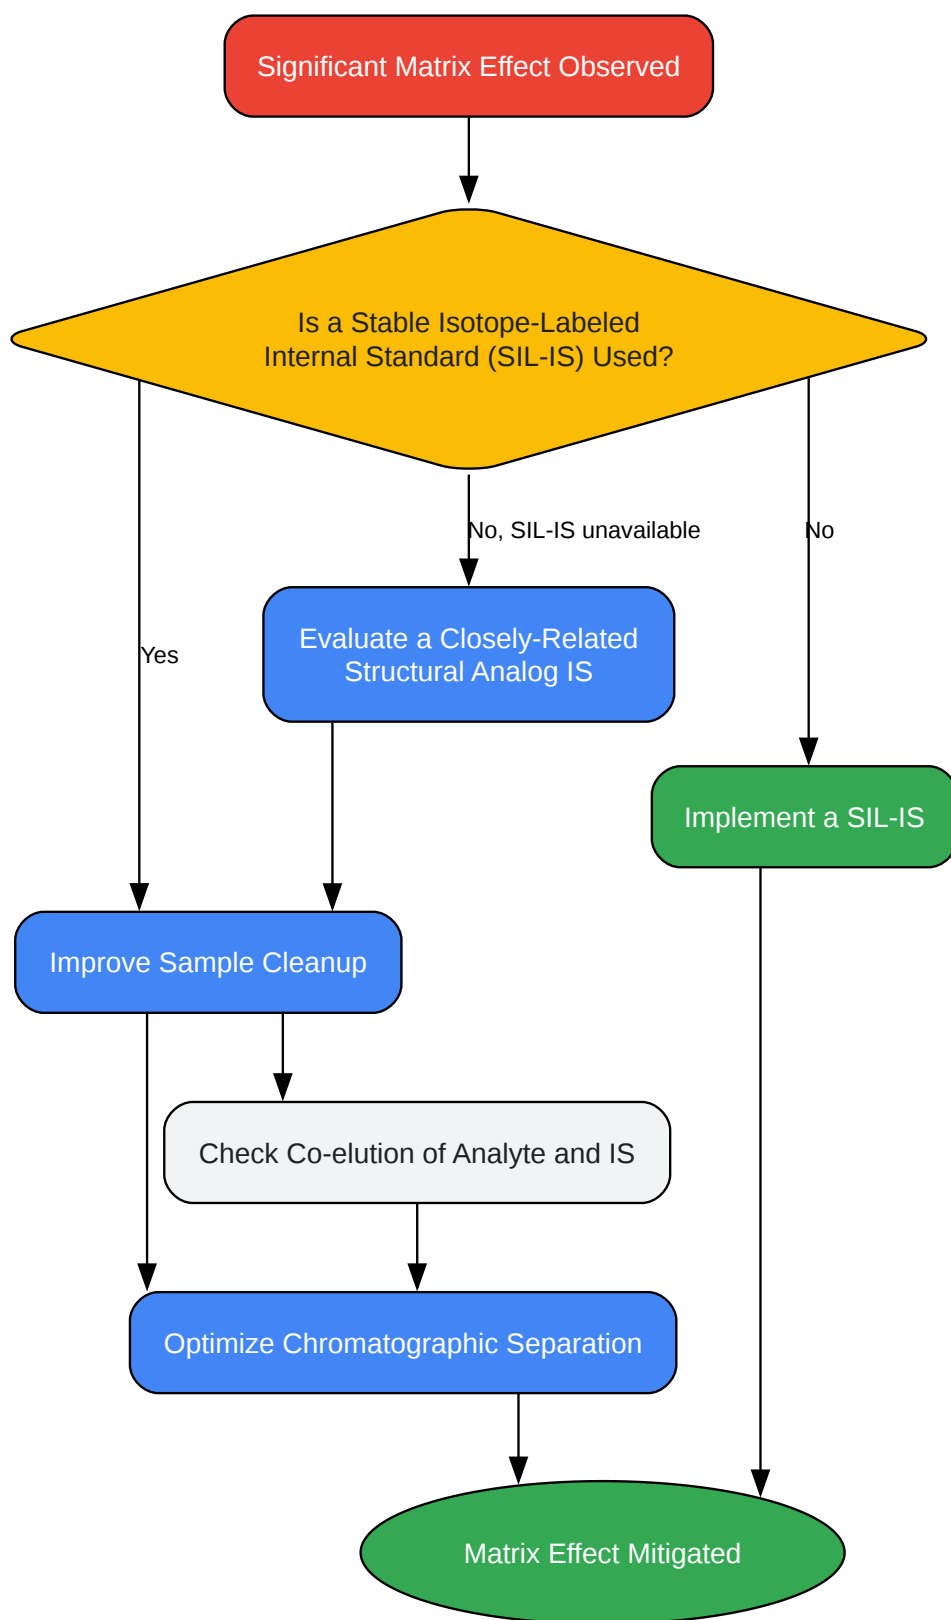 Significant Matrix Effect Observed
Is a Stable Isotope-Labeled
Internal Standard (SIL-IS) Used?
No, SIL-IS unavailable
No
Evaluate a Closely-Related
Structural Analog IS
Yes
Implement a SIL-IS
Improve Sample Cleanup
Check Co-elution of Analyte and IS
Optimize Chromatographic Separation
Matrix Effect Mitigated